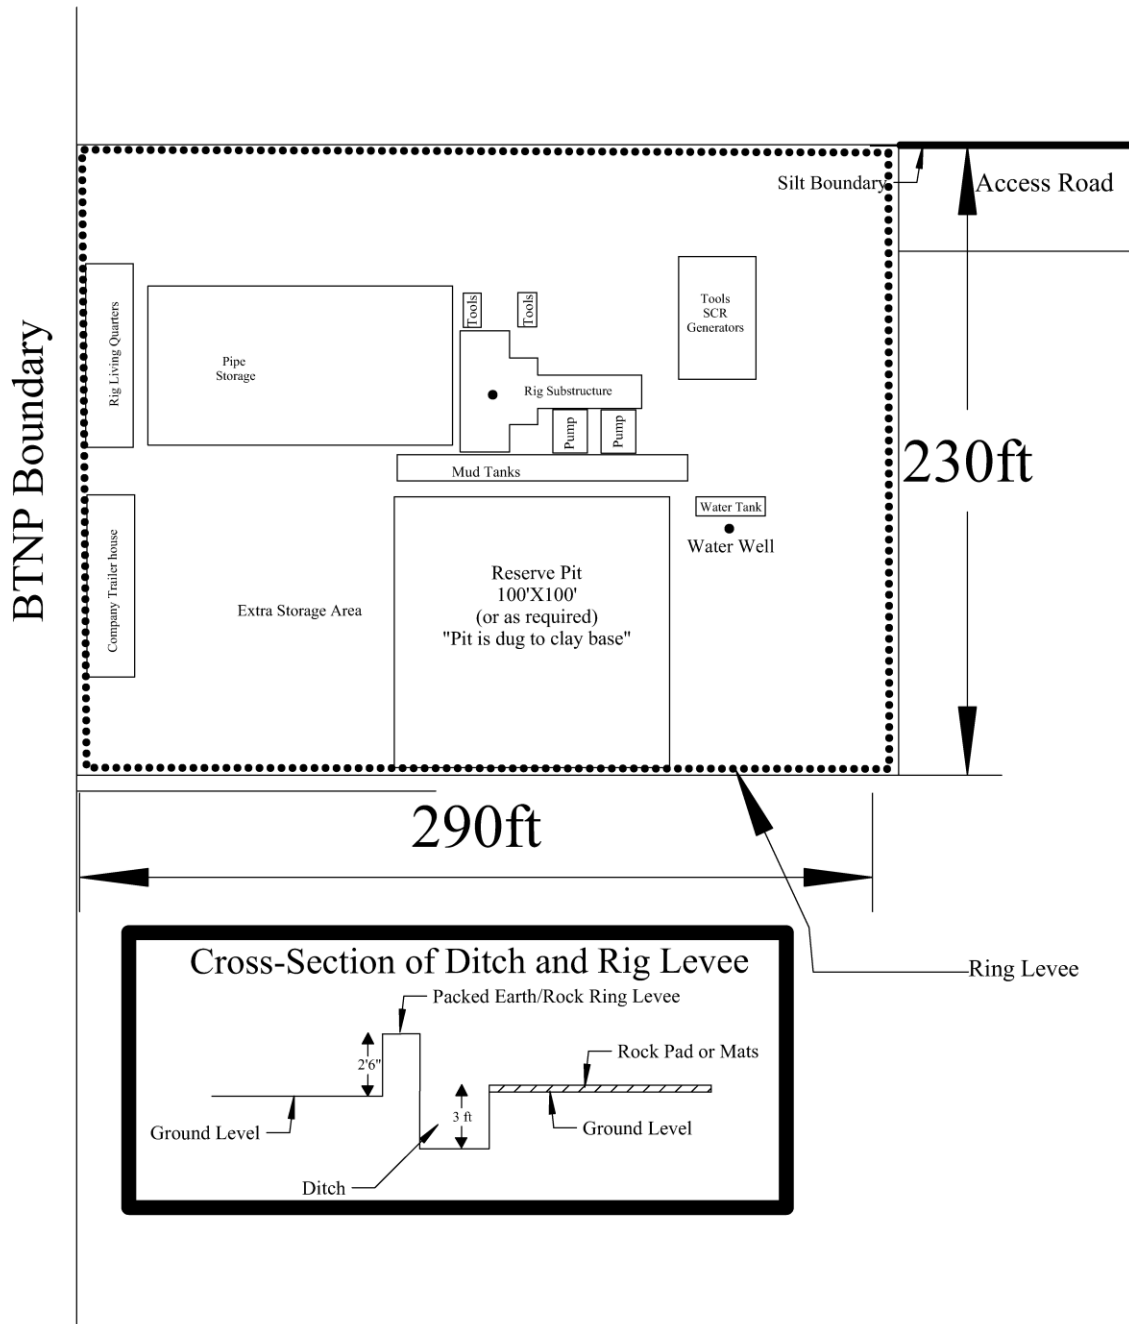 Silt Boundary
Access Road
BTNP Boundary
Rig Living Quarters
Pipe
Storage
Tools
Tools
Tools
SCR
Generators
Rig Substructure
Pump
Pump
Mud Tanks
230ft
Water Tank
Water Well
Company Trailer house
Extra Storage Area
Reserve Pit
100'X100'
(or as required)
"Pit is dug to clay base"
290ft
Ring Levee
Cross-Section of Ditch and Rig Levee
Packed Earth/Rock Ring Levee
2'6"
Rock Pad or Mats
3 ft
Ground Level
Ground Level
Ditch